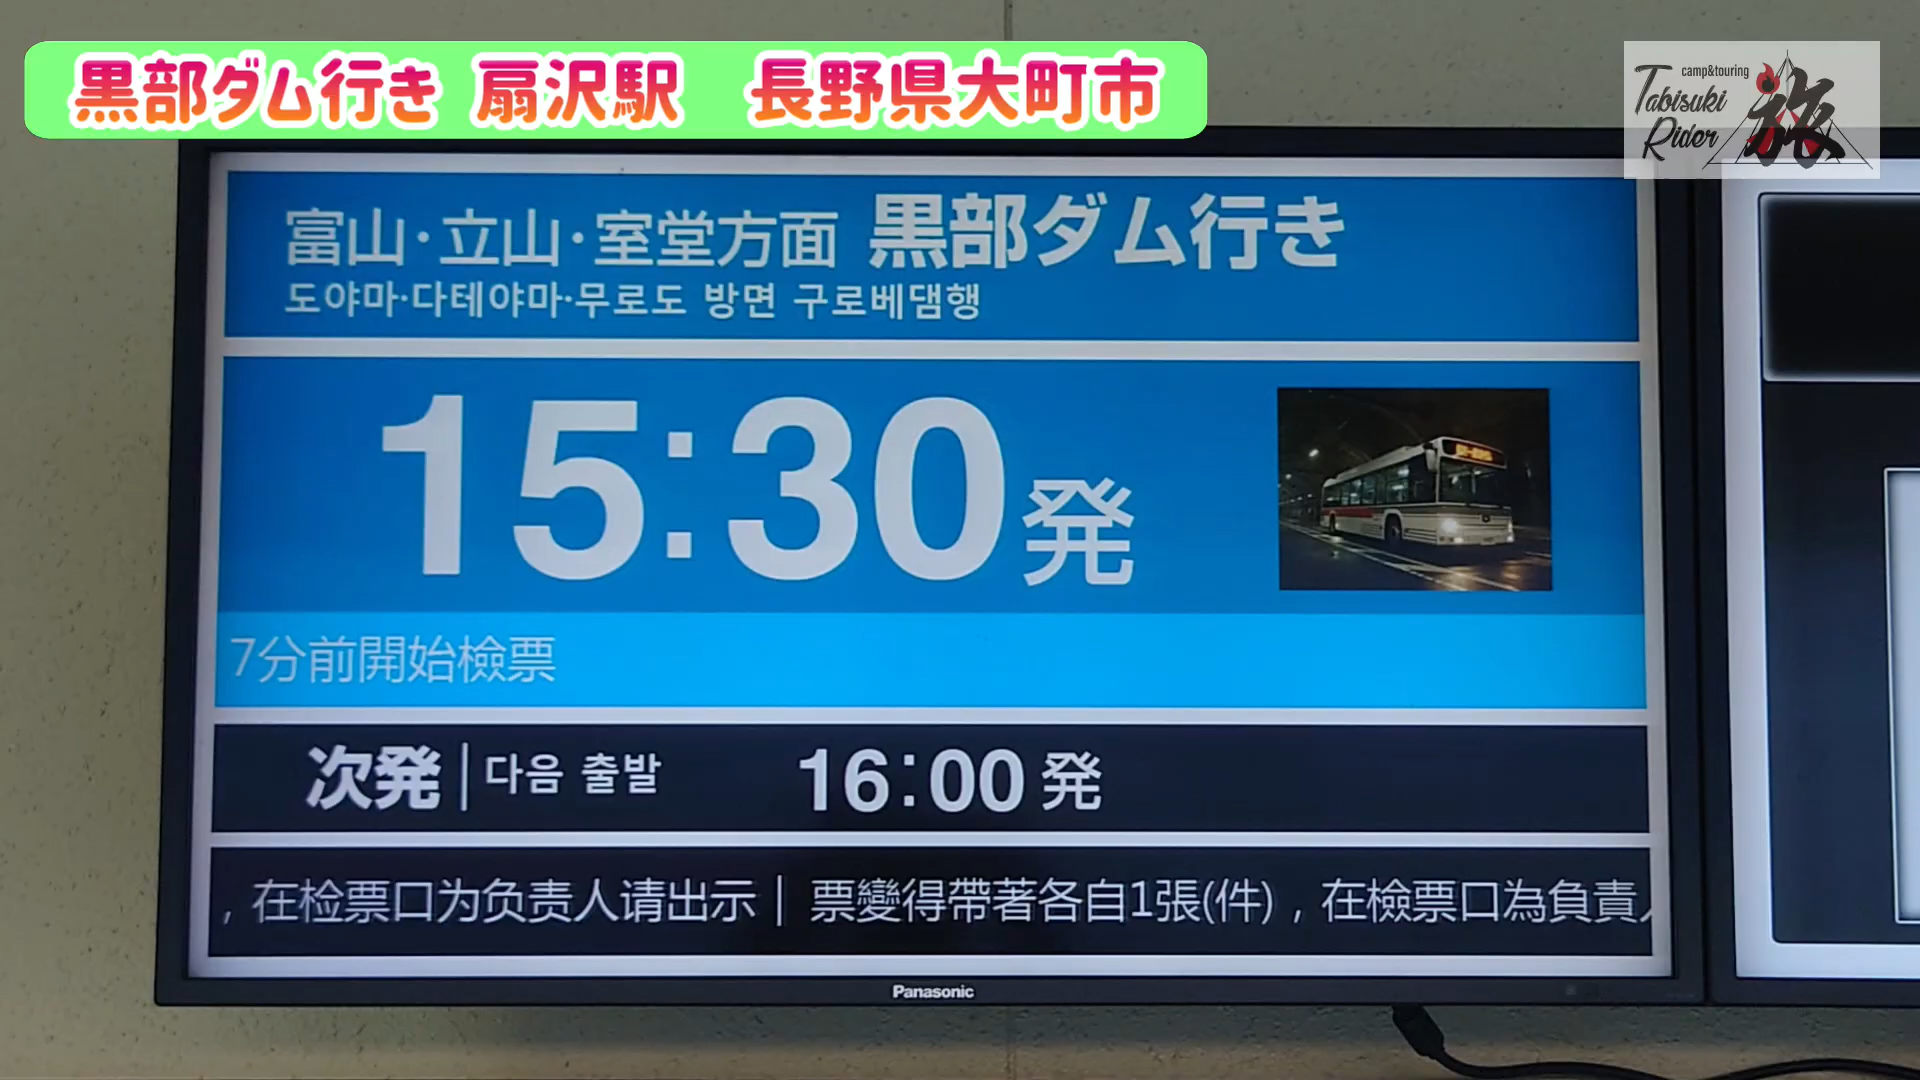 黒部ダム行き 扇沢駅 長野県大町市
camp&touring
Tabisuki
Rider
旅
富山・立山・室堂方面 黒部ダム行き
도야마·다테야마·무로도 방면 구로베댐행
15:30発
7分前開始檢票
次発 | 다음 출발 16:00発
，在检票口为负责人请出示 | 票變得帶著各自1張(件)，在檢票口為負責
Panasonic